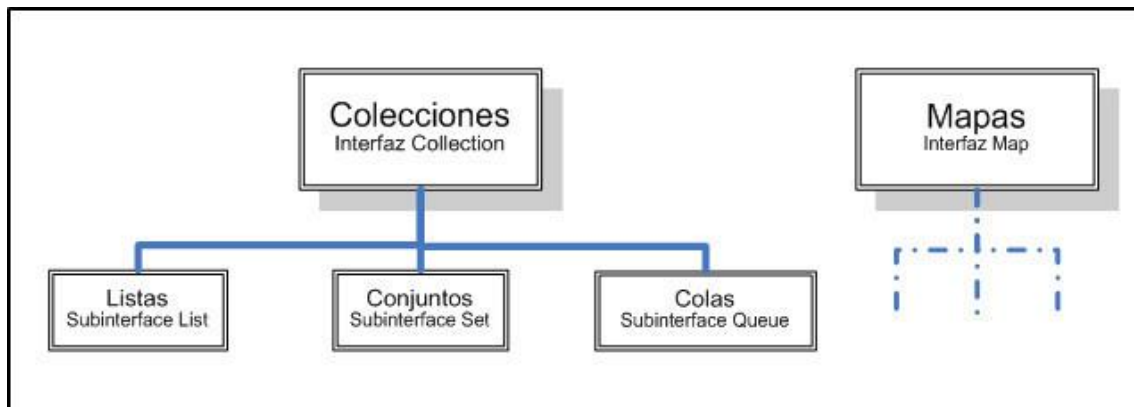 Colecciones
Interfaz Collection
Mapas
Interfaz Map
Listas
Subinterface List
Conjuntos
Subinterface Set
Colas
Subinterface Queue